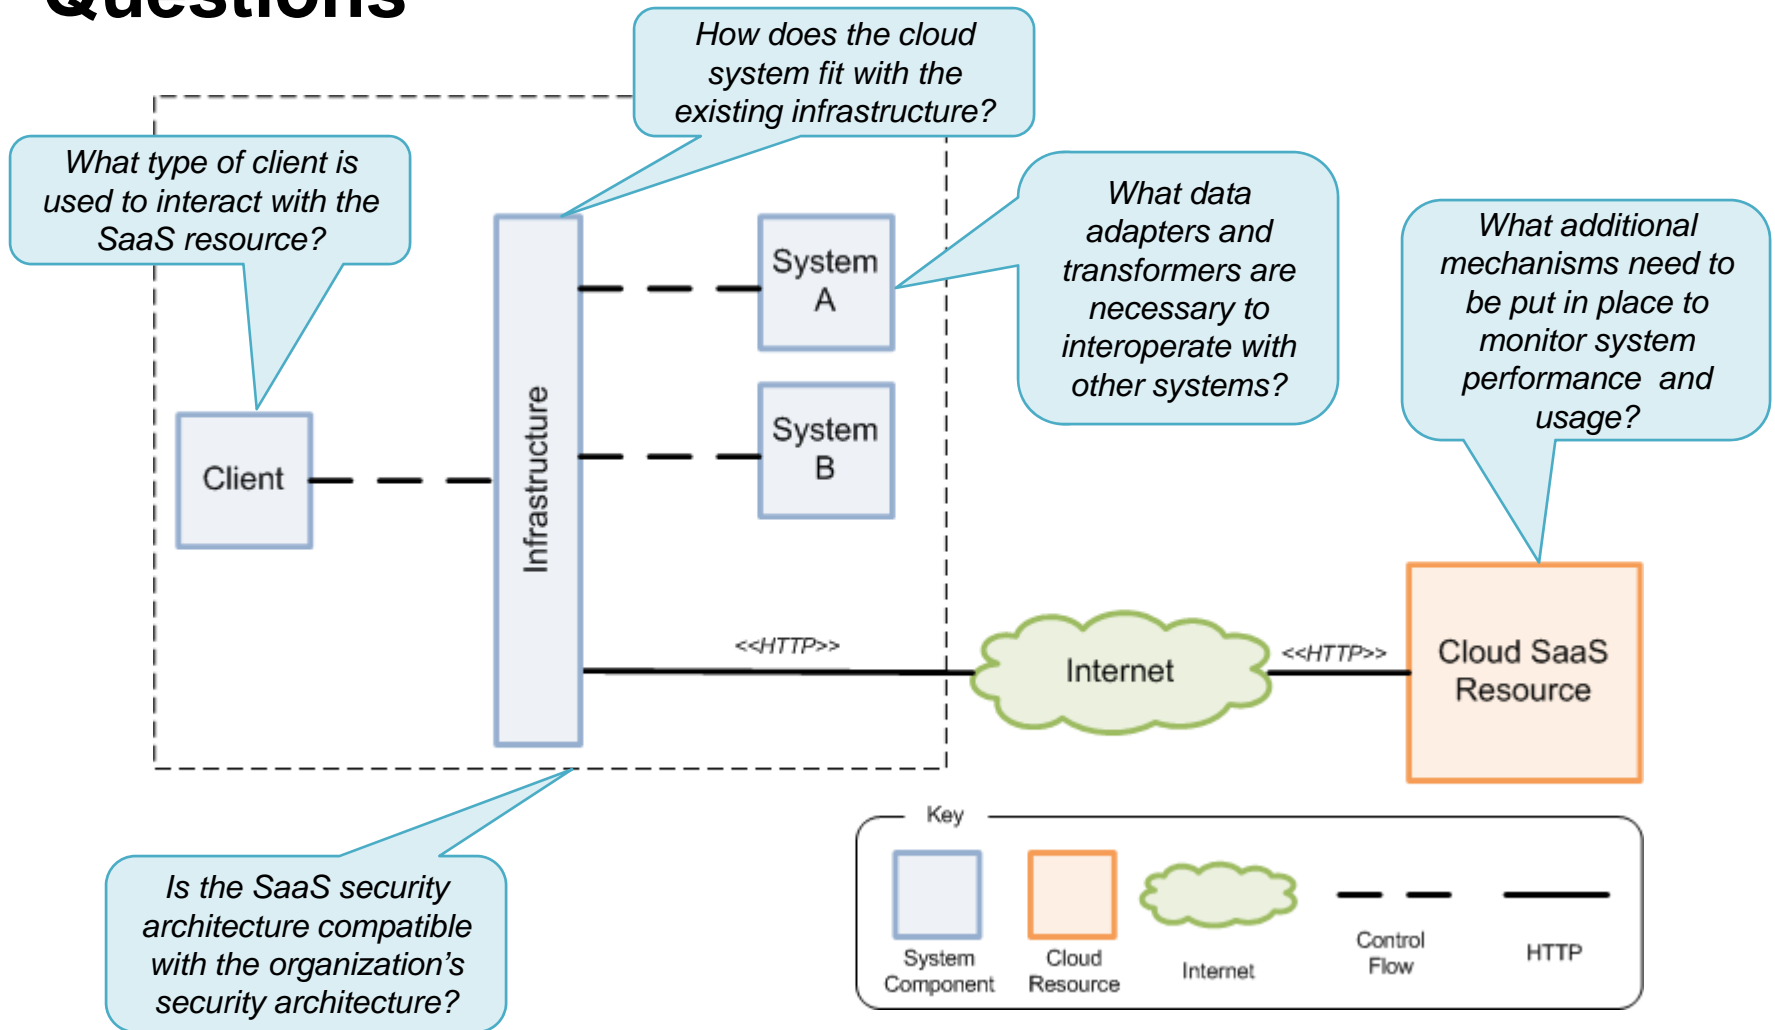 Questions
How does the cloud
system fit with the
existing infrastructure?
What type of client is
used to interact with the
SaaS resource?
What data
adapters and
transformers are
necessary to
interoperate with
other systems?
What additional
mechanisms need to
be put in place to
monitor system
performance and
usage?
System
A
System
B
Client
Infrastructure
<<HTTP>>
Internet
<<HTTP>>
Cloud SaaS
Resource
Is the SaaS security
architecture compatible
with the organization’s
security architecture?
Key
System
Component
Cloud
Resource
Internet
Control
Flow
HTTP